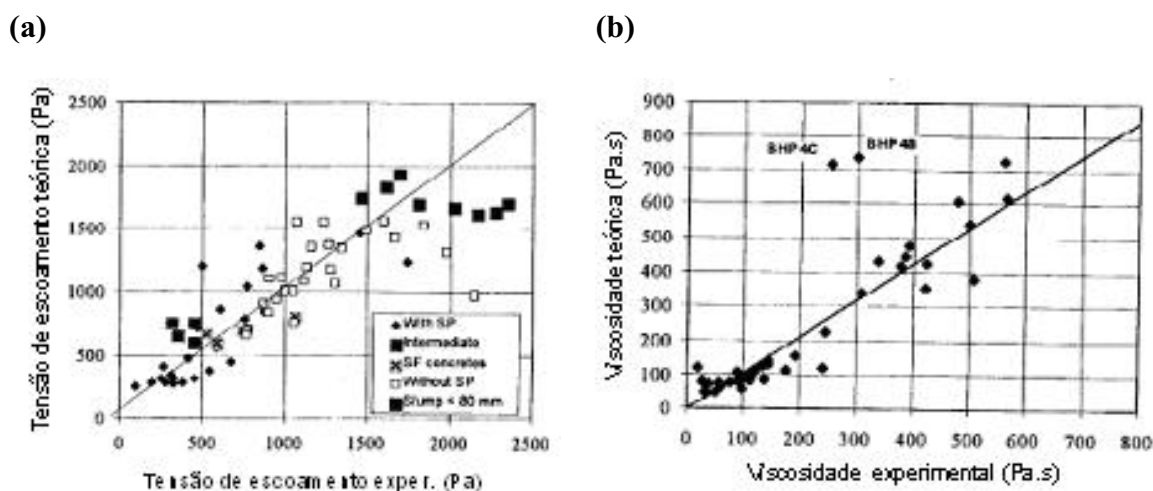 (a)
(b)
Tensão de escoamento teórica (Pa)
2500
2000
1500
1000
500
0
With SP
Intermediate
SF concretes
Without SP
Slump < 80 mm
0 500 1000 1500 2000 2500
Tensão de escoamento exper. (Pa)
Viscosidade teórica (Pa.s)
900
800
700
600
500
400
300
200
100
0
BHP4C
BHP4B
0 100 200 300 400 500 600 700 800
Viscosidade experimental (Pa.s)